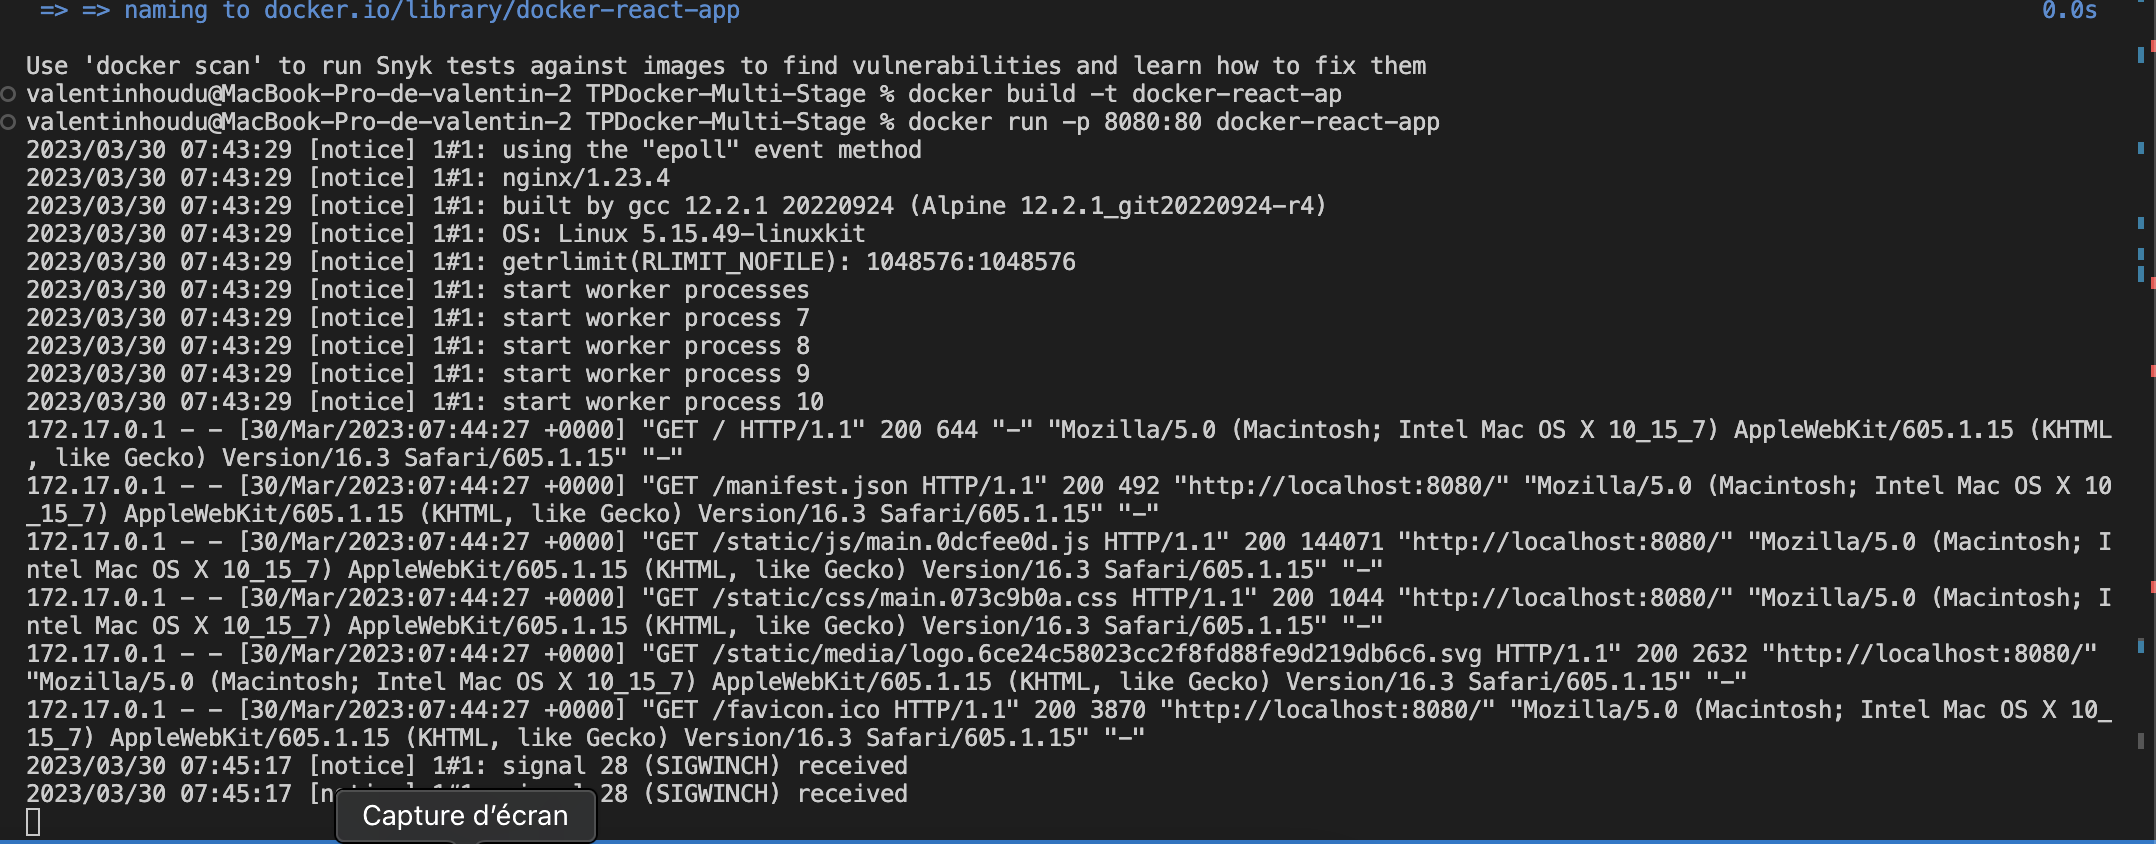 => => naming to docker.io/library/docker-react-app 0.0s
Use 'docker scan' to run Snyk tests against images to find vulnerabilities and learn how to fix them
valentinhoudu@MacBook-Pro-de-valentin-2 TPDocker-Multi-Stage % docker build -t docker-react-ap
valentinhoudu@MacBook-Pro-de-valentin-2 TPDocker-Multi-Stage % docker run -p 8080:80 docker-react-app
2023/03/30 07:43:29 [notice] 1#1: using the "epoll" event method
2023/03/30 07:43:29 [notice] 1#1: nginx/1.23.4
2023/03/30 07:43:29 [notice] 1#1: built by gcc 12.2.1 20220924 (Alpine 12.2.1_git20220924-r4)
2023/03/30 07:43:29 [notice] 1#1: OS: Linux 5.15.49-linuxkit
2023/03/30 07:43:29 [notice] 1#1: getrlimit(RLIMIT_NOFILE): 1048576:1048576
2023/03/30 07:43:29 [notice] 1#1: start worker processes
2023/03/30 07:43:29 [notice] 1#1: start worker process 7
2023/03/30 07:43:29 [notice] 1#1: start worker process 8
2023/03/30 07:43:29 [notice] 1#1: start worker process 9
2023/03/30 07:43:29 [notice] 1#1: start worker process 10
172.17.0.1 - - [30/Mar/2023:07:44:27 +0000] "GET / HTTP/1.1" 200 644 "-" "Mozilla/5.0 (Macintosh; Intel Mac OS X 10_15_7) AppleWebKit/605.1.15 (KHTML
, like Gecko) Version/16.3 Safari/605.1.15" "-"
172.17.0.1 - - [30/Mar/2023:07:44:27 +0000] "GET /manifest.json HTTP/1.1" 200 492 "http://localhost:8080/" "Mozilla/5.0 (Macintosh; Intel Mac OS X 10
_15_7) AppleWebKit/605.1.15 (KHTML, like Gecko) Version/16.3 Safari/605.1.15" "-"
172.17.0.1 - - [30/Mar/2023:07:44:27 +0000] "GET /static/js/main.0dcfee0d.js HTTP/1.1" 200 144071 "http://localhost:8080/" "Mozilla/5.0 (Macintosh; I
ntel Mac OS X 10_15_7) AppleWebKit/605.1.15 (KHTML, like Gecko) Version/16.3 Safari/605.1.15" "-"
172.17.0.1 - - [30/Mar/2023:07:44:27 +0000] "GET /static/css/main.073c9b0a.css HTTP/1.1" 200 1044 "http://localhost:8080/" "Mozilla/5.0 (Macintosh; I
ntel Mac OS X 10_15_7) AppleWebKit/605.1.15 (KHTML, like Gecko) Version/16.3 Safari/605.1.15" "-"
172.17.0.1 - - [30/Mar/2023:07:44:27 +0000] "GET /static/media/logo.6ce24c58023cc2f8fd88fe9d219db6c6.svg HTTP/1.1" 200 2632 "http://localhost:8080/"
"Mozilla/5.0 (Macintosh; Intel Mac OS X 10_15_7) AppleWebKit/605.1.15 (KHTML, like Gecko) Version/16.3 Safari/605.1.15" "-"
172.17.0.1 - - [30/Mar/2023:07:44:27 +0000] "GET /favicon.ico HTTP/1.1" 200 3870 "http://localhost:8080/" "Mozilla/5.0 (Macintosh; Intel Mac OS X 10_
15_7) AppleWebKit/605.1.15 (KHTML, like Gecko) Version/16.3 Safari/605.1.15" "-"
2023/03/30 07:45:17 [notice] 1#1: signal 28 (SIGWINCH) received
2023/03/30 07:45:17 28 (SIGWINCH) received
Capture d'écran